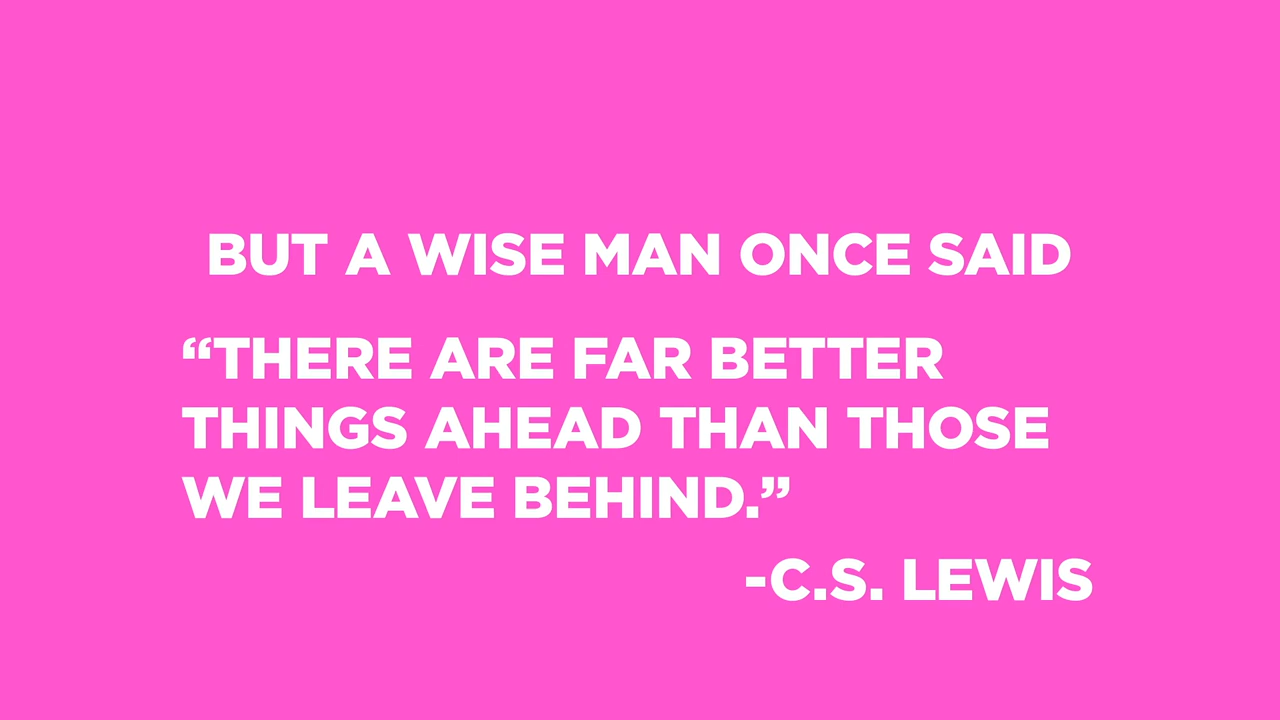 BUT A WISE MAN ONCE SAID
“THERE ARE FAR BETTER
THINGS AHEAD THAN THOSE
WE LEAVE BEHIND.”
-C.S. LEWIS